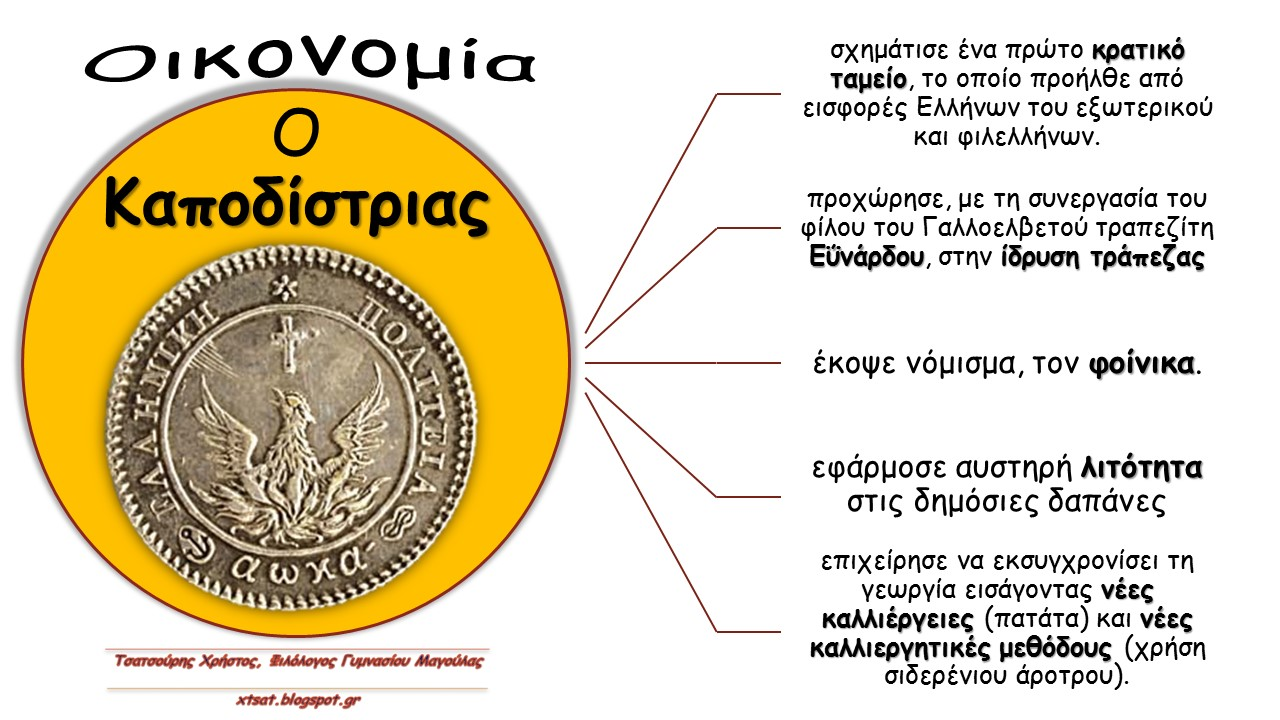 Οικονομία
Ο
Καποδίστριας
ΕΛΛΗΝΙΚΗ ΠΟΛΙΤΕΙΑ
αωκα
Τσατσούρης Χρήστος, Φιλόλογος Γυμνασίου Μαγούλας
xtsat.blogspot.gr
σχημάτισε ένα πρώτο κρατικό
ταμείο, το οποίο προήλθε από
εισφορές Ελλήνων του εξωτερικού
και φιλελλήνων.
προχώρησε, με τη συνεργασία του
φίλου του Γαλλοελβετού τραπεζίτη
Εϋνάρδου, στην ίδρυση τράπεζας
έκοψε νόμισμα, τον φοίνικα.
εφάρμοσε αυστηρή λιτότητα
στις δημόσιες δαπάνες
επιχείρησε να εκσυγχρονίσει τη
γεωργία εισάγοντας νέες
καλλιέργειες (πατάτα) και νέες
καλλιεργητικές μεθόδους (χρήση
σιδερένιου άροτρου).